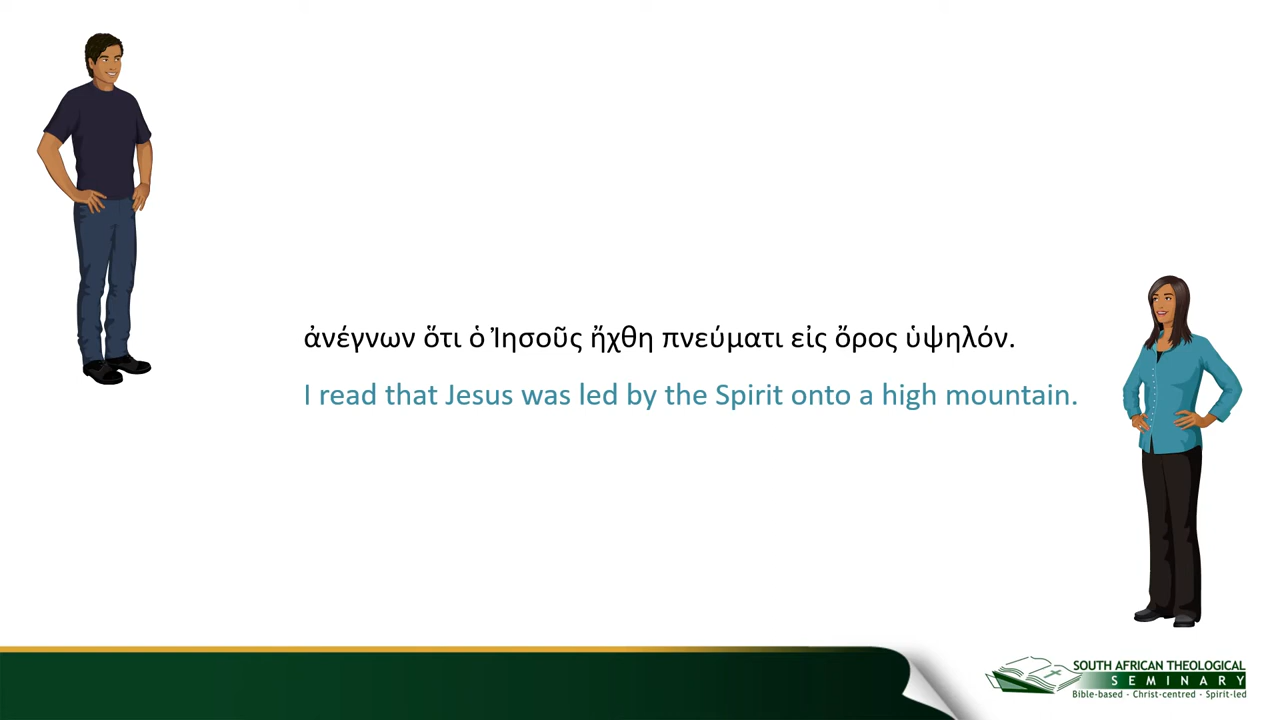 ἀνέγνων ὅτι ὁ Ἰησοῦς ἤχθη πνεύματι εἰς ὄρος ὑψηλόν.
I read that Jesus was led by the Spirit onto a high mountain.
SOUTH AFRICAN THEOLOGICAL
SEMINARY
Bible-based · Christ-centred · Spirit-led